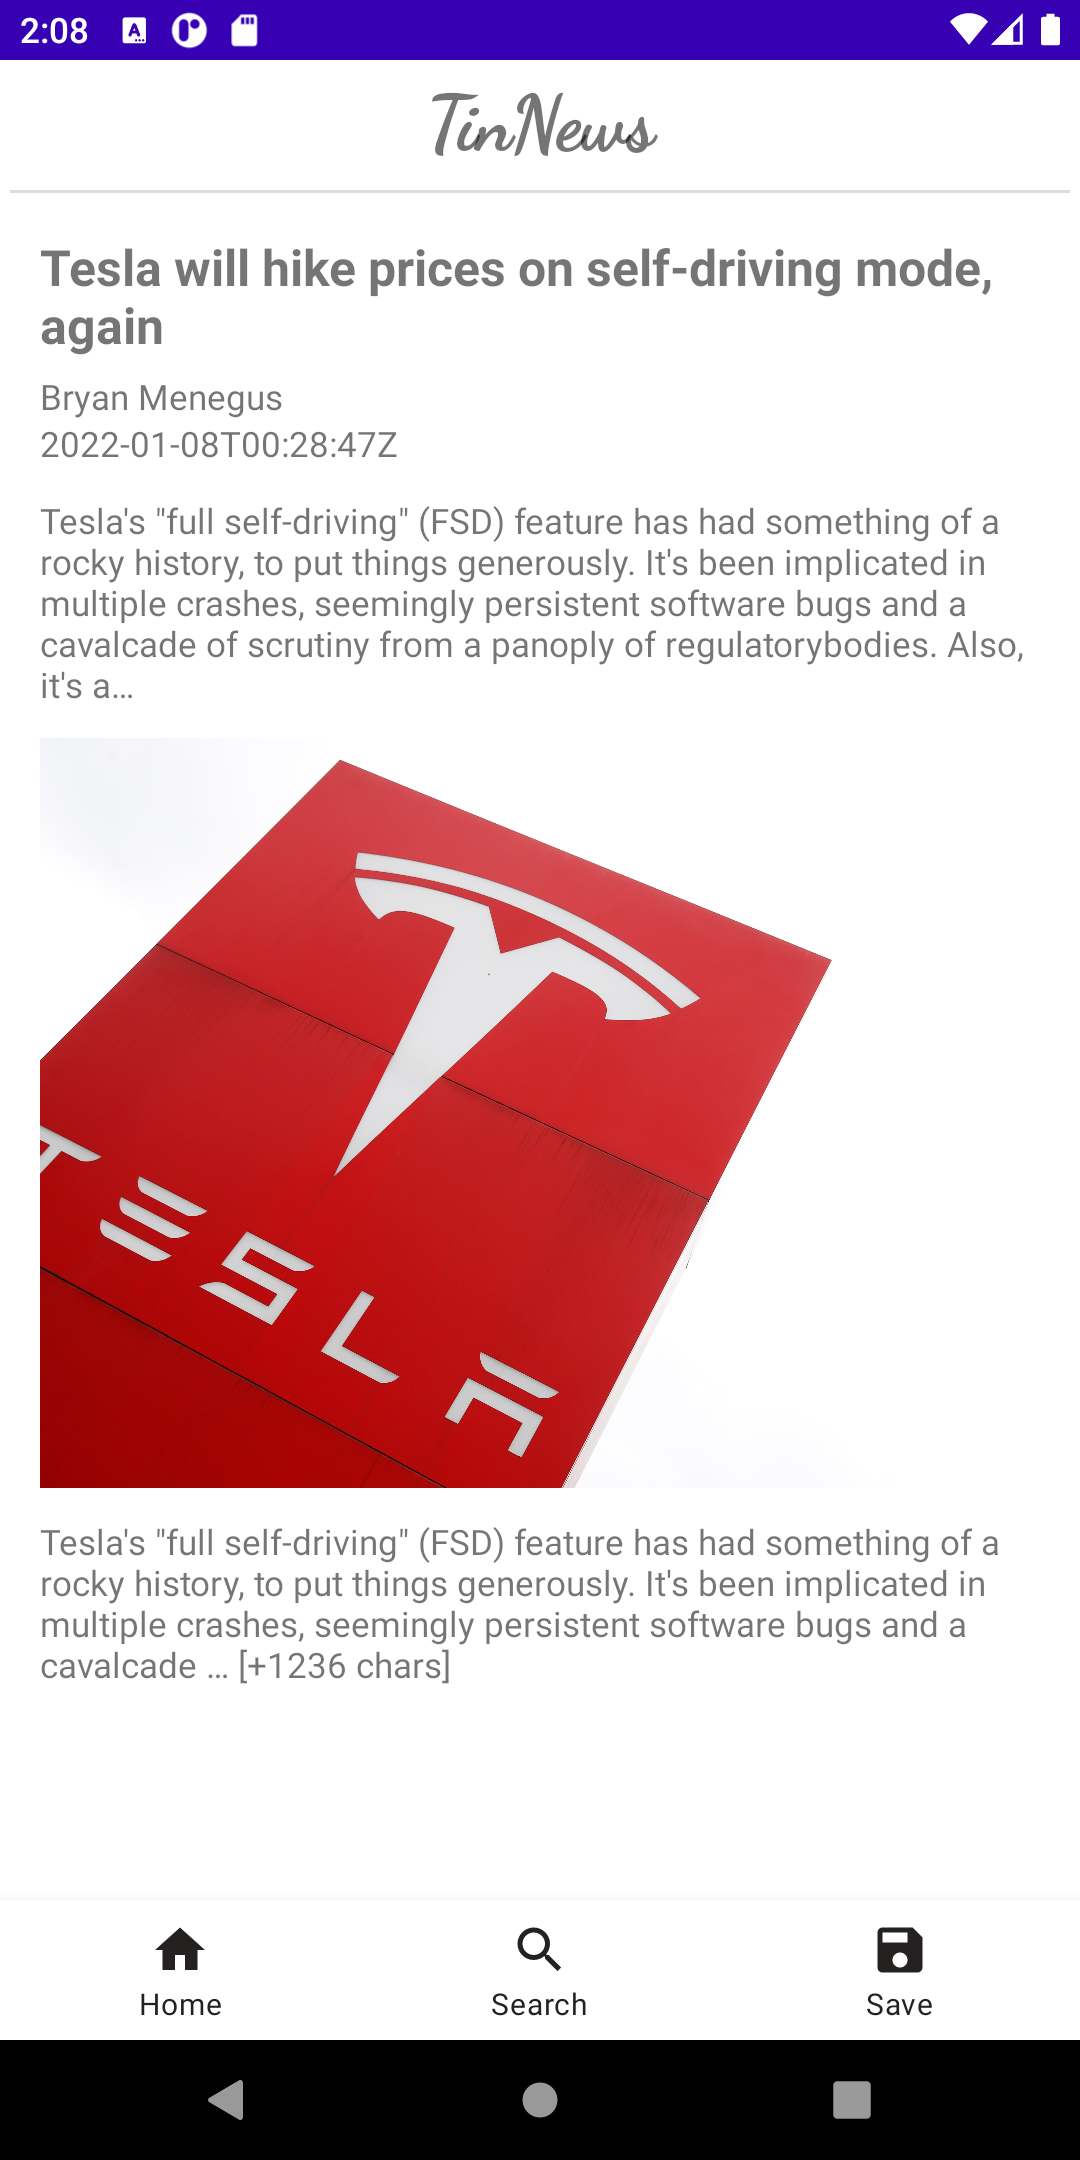 2:08
TinNews
Tesla will hike prices on self-driving mode,
again
Bryan Menegus
2022-01-08T00:28:47Z
Tesla's "full self-driving" (FSD) feature has had something of a
rocky history, to put things generously. It's been implicated in
multiple crashes, seemingly persistent software bugs and a
cavalcade of scrutiny from a panoply of regulatorybodies. Also,
it's a…
TESLA
Tesla's "full self-driving" (FSD) feature has had something of a
rocky history, to put things generously. It's been implicated in
multiple crashes, seemingly persistent software bugs and a
cavalcade … [+1236 chars]
Home
Search
Save